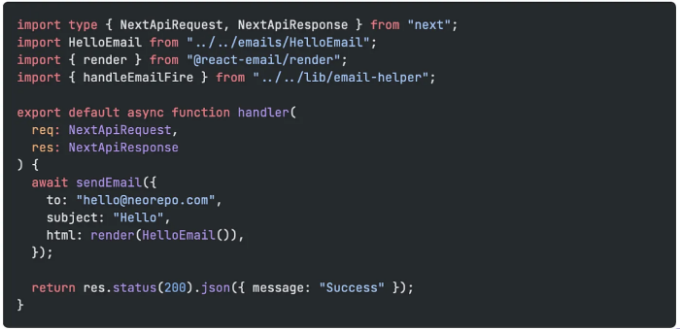 import type { NextApiRequest, NextApiResponse } from "next";
import HelloEmail from "../../emails/HelloEmail";
import { render } from "@react-email/render";
import { handleEmailFire } from "../../lib/email-helper";

export default async function handler(
  req: NextApiRequest,
  res: NextApiResponse
) {
  await sendEmail({
    to: "hello@neorepo.com",
    subject: "Hello",
    html: render(HelloEmail()),
  });

  return res.status(200).json({ message: "Success" });
}